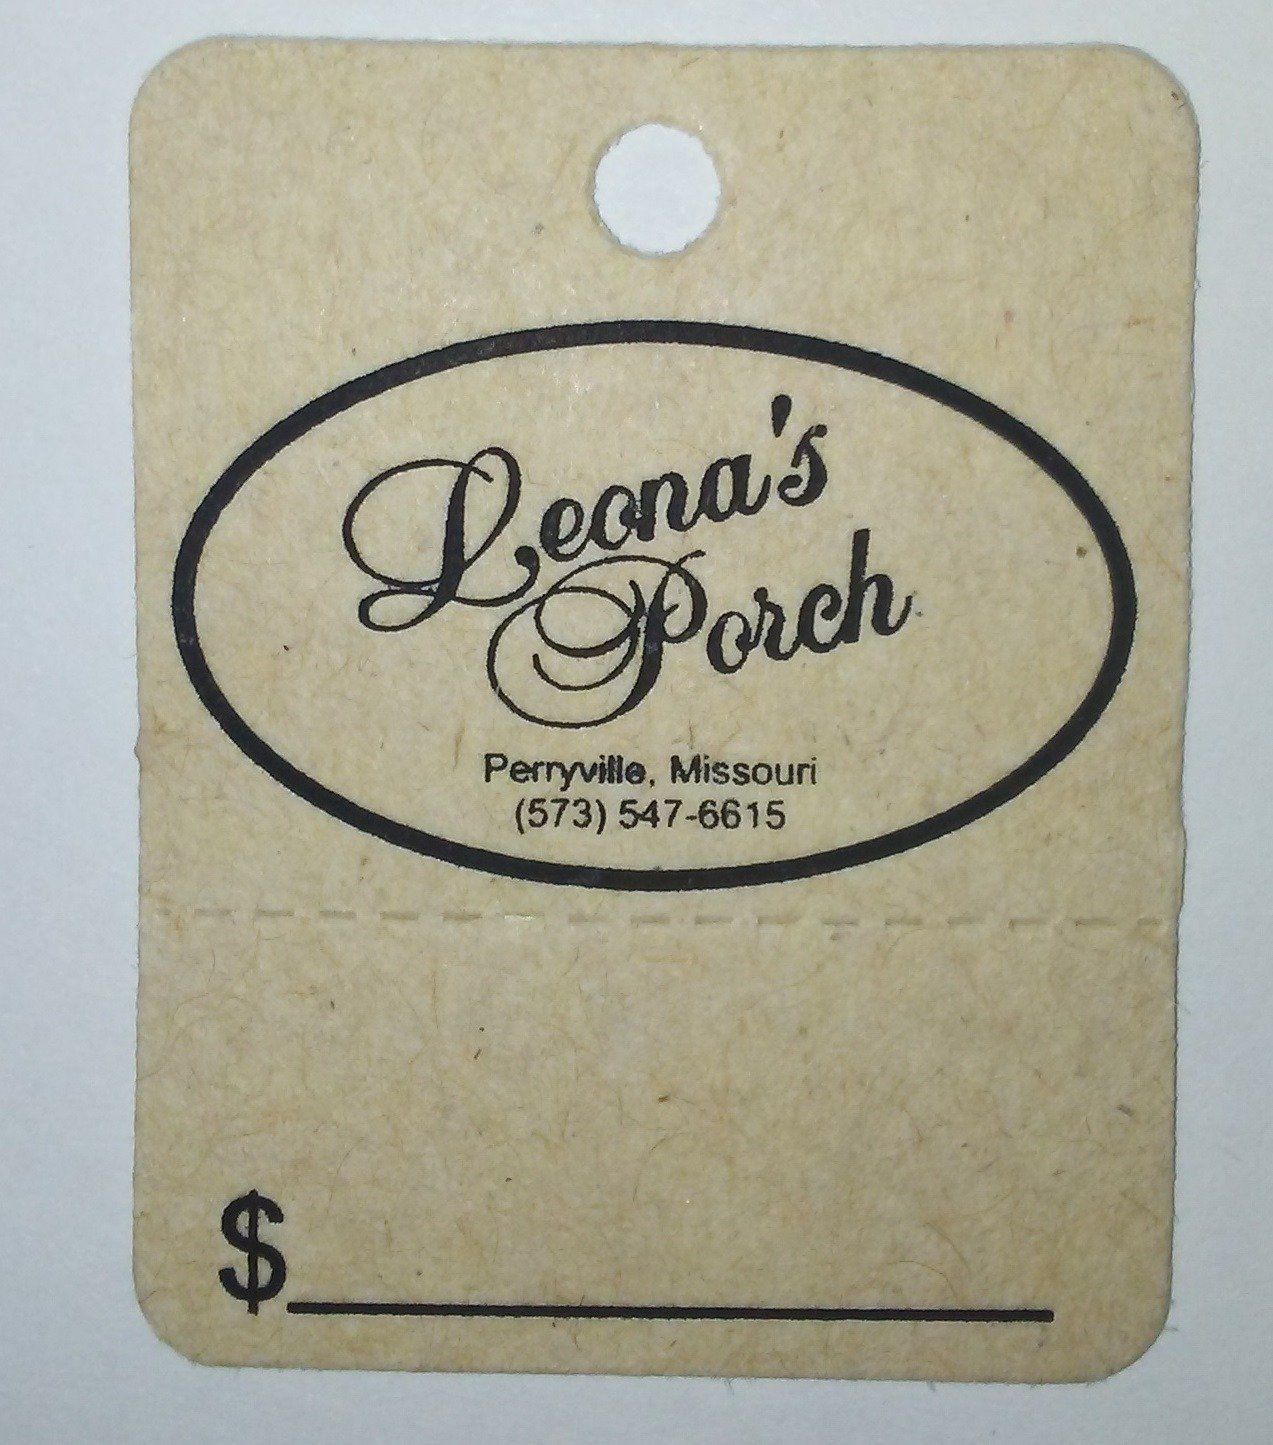 Leona's
Porch
Perryville, Missouri
(573) 547-6615
$